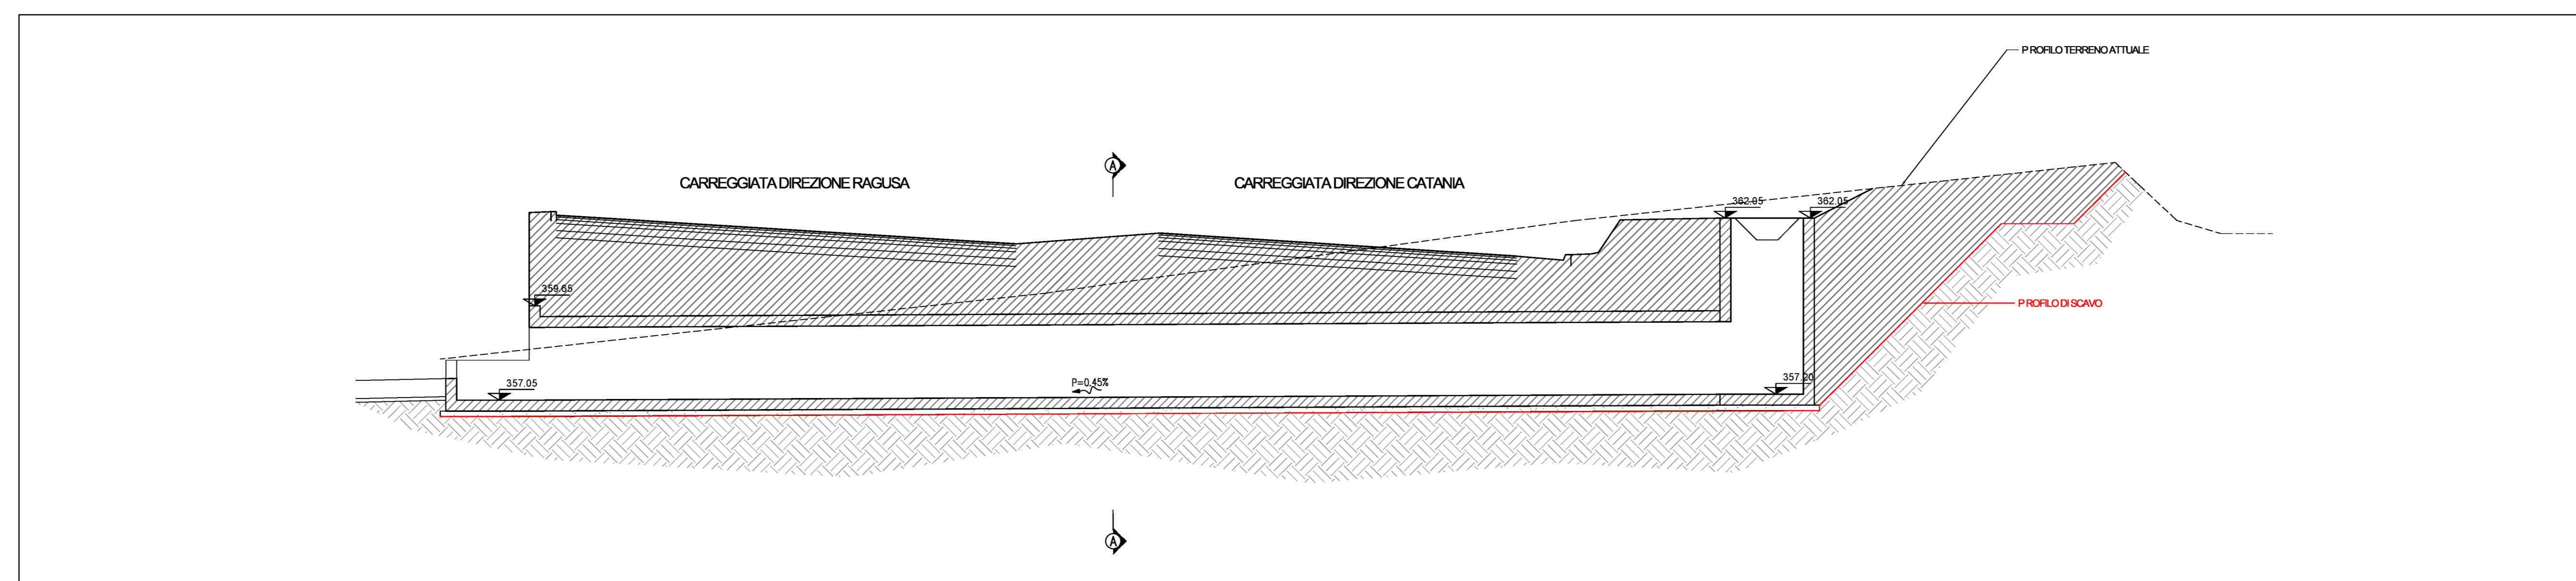 PROFILO TERRENO ATTUALE
A
CARREGGIATA DIREZIONE RAGUSA
CARREGGIATA DIREZIONE CATANIA
362.05
362.05
359.65
PROFILO DI SCAVO
357.05
P=0.45%
357.20
A